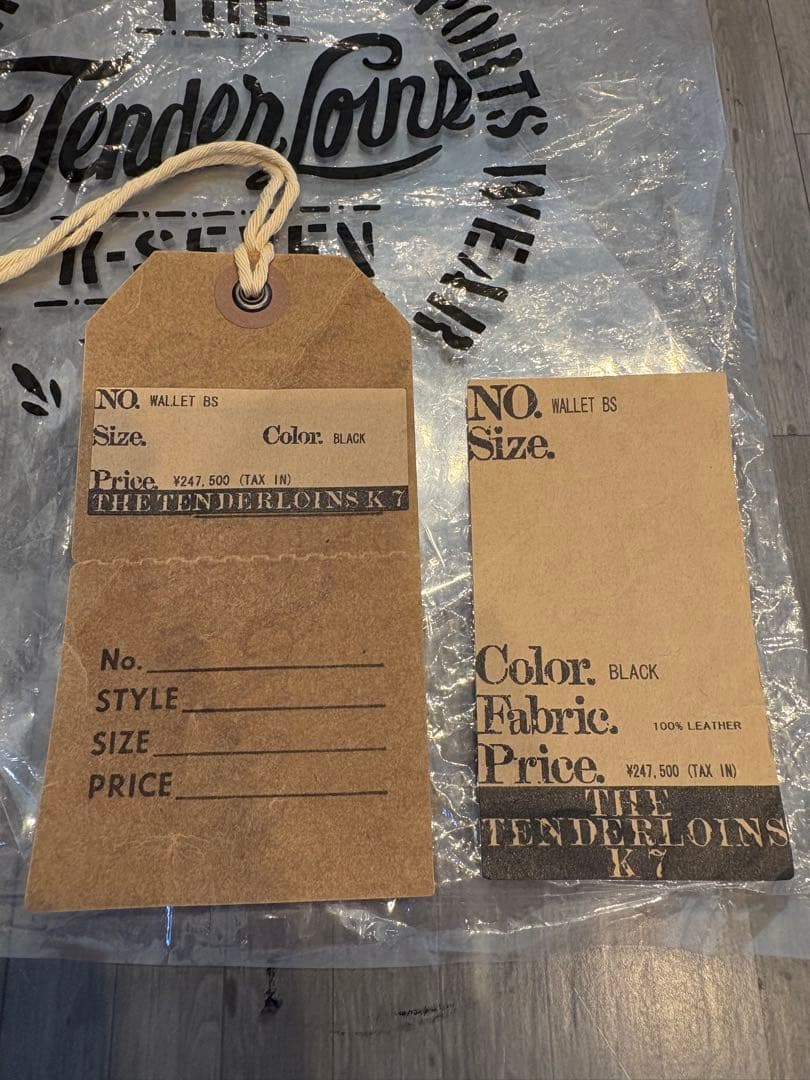 THE
TenderLoins
K-SEVEN
PORTS WEAR
NO. WALLET BS
Size. Color. BLACK
Price. ¥247,500 (TAX IN)
THE TENDERLOINS K 7
No.
STYLE
SIZE
PRICE
NO. WALLET BS
Size.
Color. BLACK
Fabric. 100% LEATHER
Price. ¥247,500 (TAX IN)
THE
TENDERLOINS
K 7